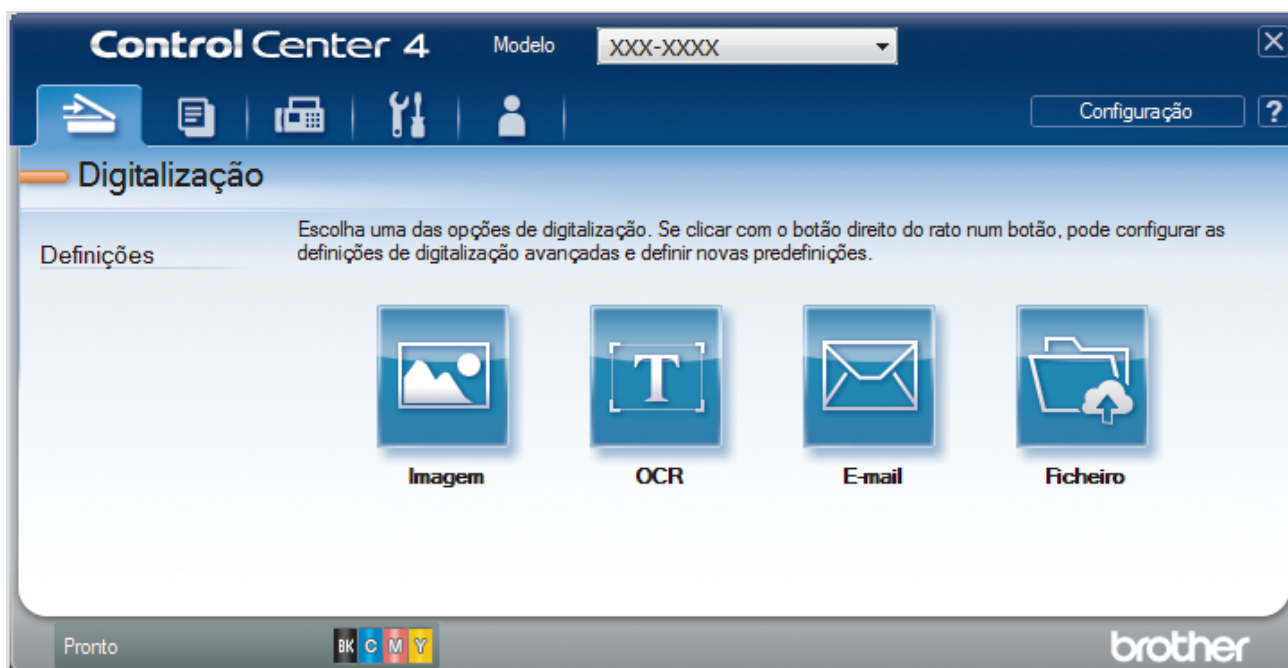 Control Center 4
Modelo
XXX-XXXX
Configuração
?
Digitalização
Definições
Escolha uma das opções de digitalização. Se clicar com o botão direito do rato num botão, pode configurar as
definições de digitalização avançadas e definir novas predefinições.
T
Imagem
OCR
E-mail
Ficheiro
Pronto
BK C M Y
brother